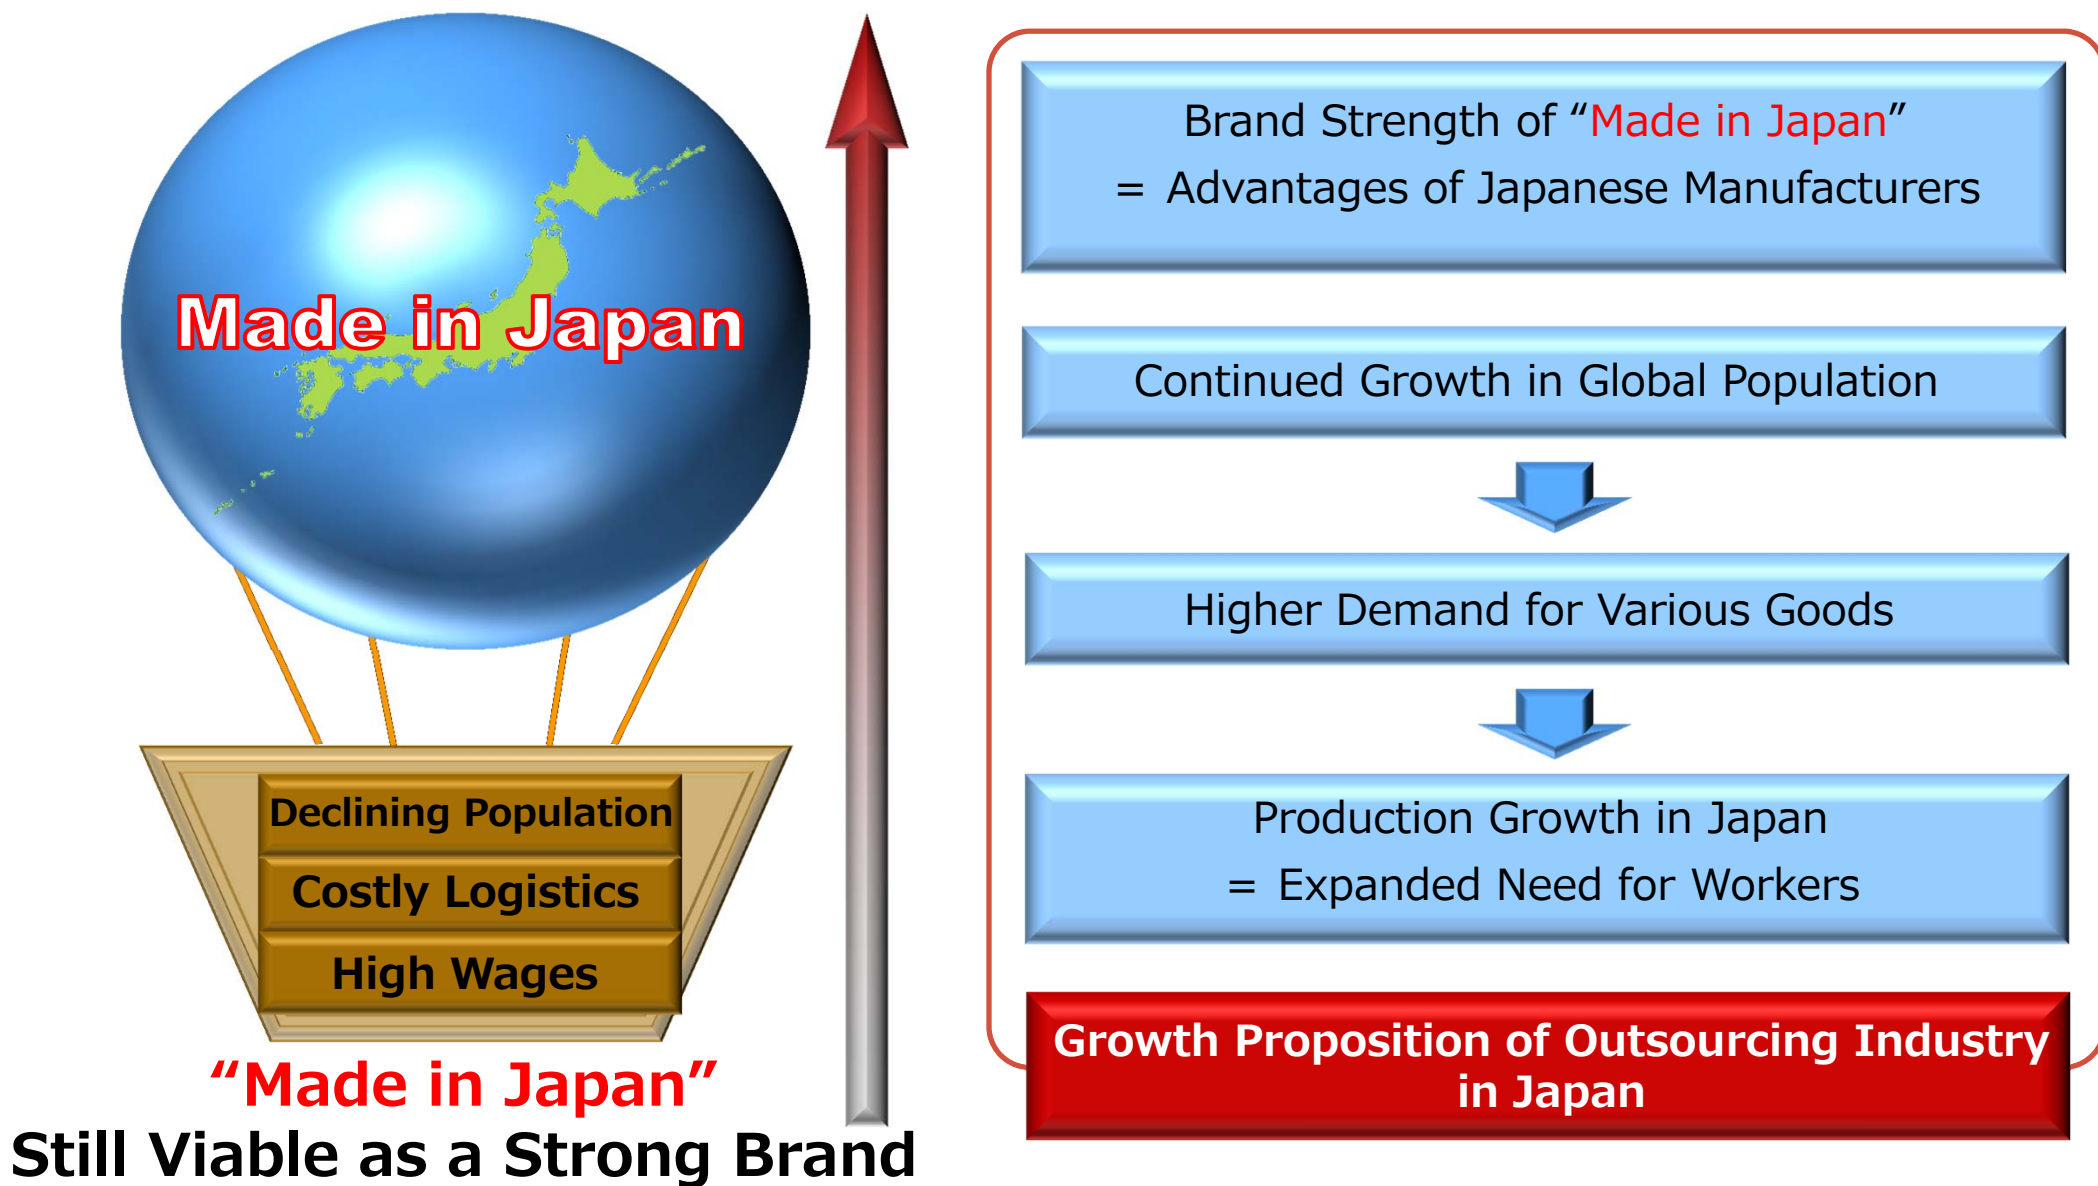 Made in Japan
Declining Population
Costly Logistics
High Wages
“Made in Japan”
Still Viable as a Strong Brand
Brand Strength of “Made in Japan”
= Advantages of Japanese Manufacturers
Continued Growth in Global Population
Higher Demand for Various Goods
Production Growth in Japan
= Expanded Need for Workers
Growth Proposition of Outsourcing Industry
in Japan